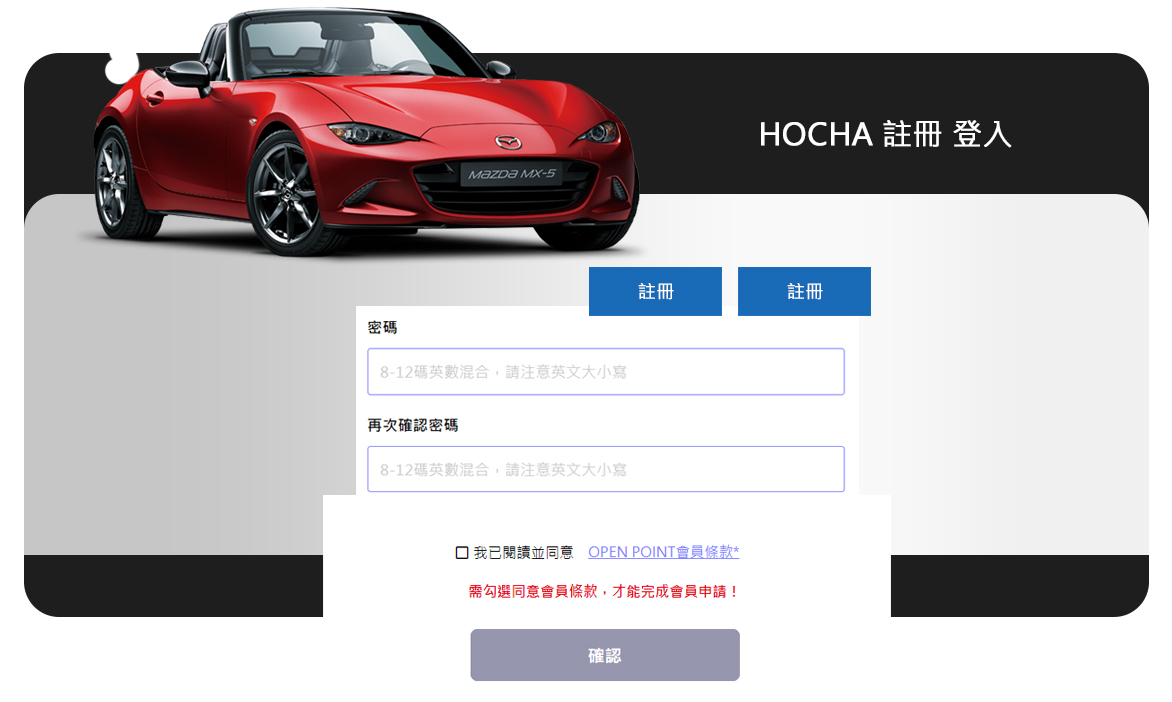 HOCHA 註冊 登入
MAZDA MX-5
註冊 註冊
密碼
8-12碼英數混合，請注意英文大小寫
再次確認密碼
8-12碼英數混合，請注意英文大小寫
我已閱讀並同意 OPEN POINT會員條款*
需勾選同意會員條款，才能完成會員申請！
確認